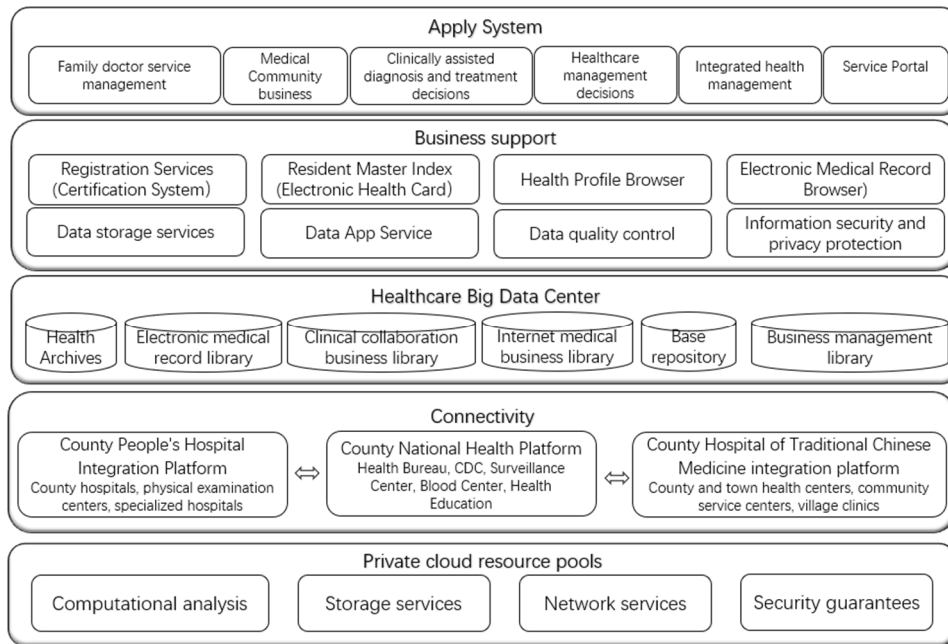 Apply System
Family doctor service
management
Medical
Community
business
Clinically assisted
diagnosis and treatment
decisions
Healthcare
management
decisions
Integrated health
management
Service Portal
Business support
Registration Services
(Certification System)
Resident Master Index
(Electronic Health Card)
Health Profile Browser
Electronic Medical Record
Browser)
Data storage services
Data App Service
Data quality control
Information security and
privacy protection
Healthcare Big Data Center
Health
Archives
Electronic medical
record library
Clinical collaboration
business library
Internet medical
business library
Base
repository
Business management
library
Connectivity
County People's Hospital
Integration Platform
County hospitals, physical examination
centers, specialized hospitals
County National Health Platform
Health Bureau, CDC, Surveillance
Center, Blood Center, Health
Education
County Hospital of Traditional Chinese
Medicine integration platform
County and town health centers, community
service centers, village clinics
Private cloud resource pools
Computational analysis
Storage services
Network services
Security guarantees